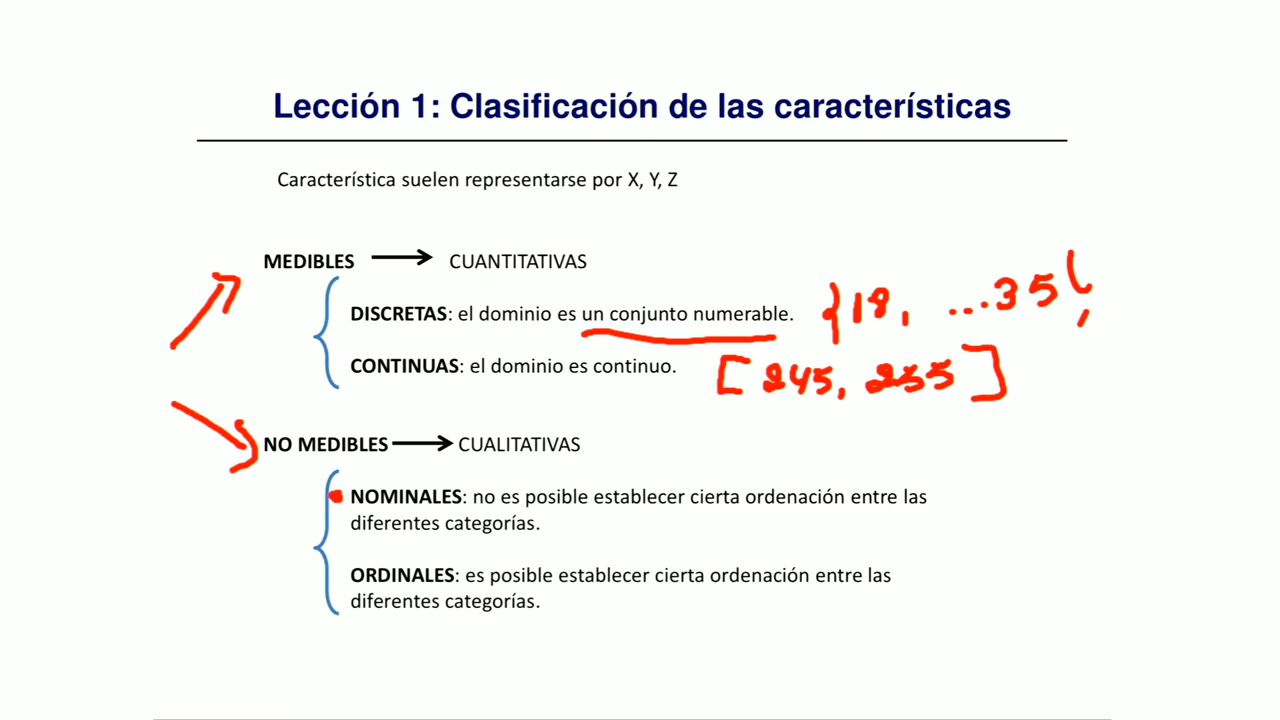 Lección 1: Clasificación de las características
Característica suelen representarse por X, Y, Z
MEDIBLES → CUANTITATIVAS
DISCRETAS: el dominio es un conjunto numerable. {18, ...35
CONTINUAS: el dominio es continuo. [245, 255]
NO MEDIBLES → CUALITATIVAS
NOMINALES: no es posible establecer cierta ordenación entre las
diferentes categorías.
ORDINALES: es posible establecer cierta ordenación entre las
diferentes categorías.